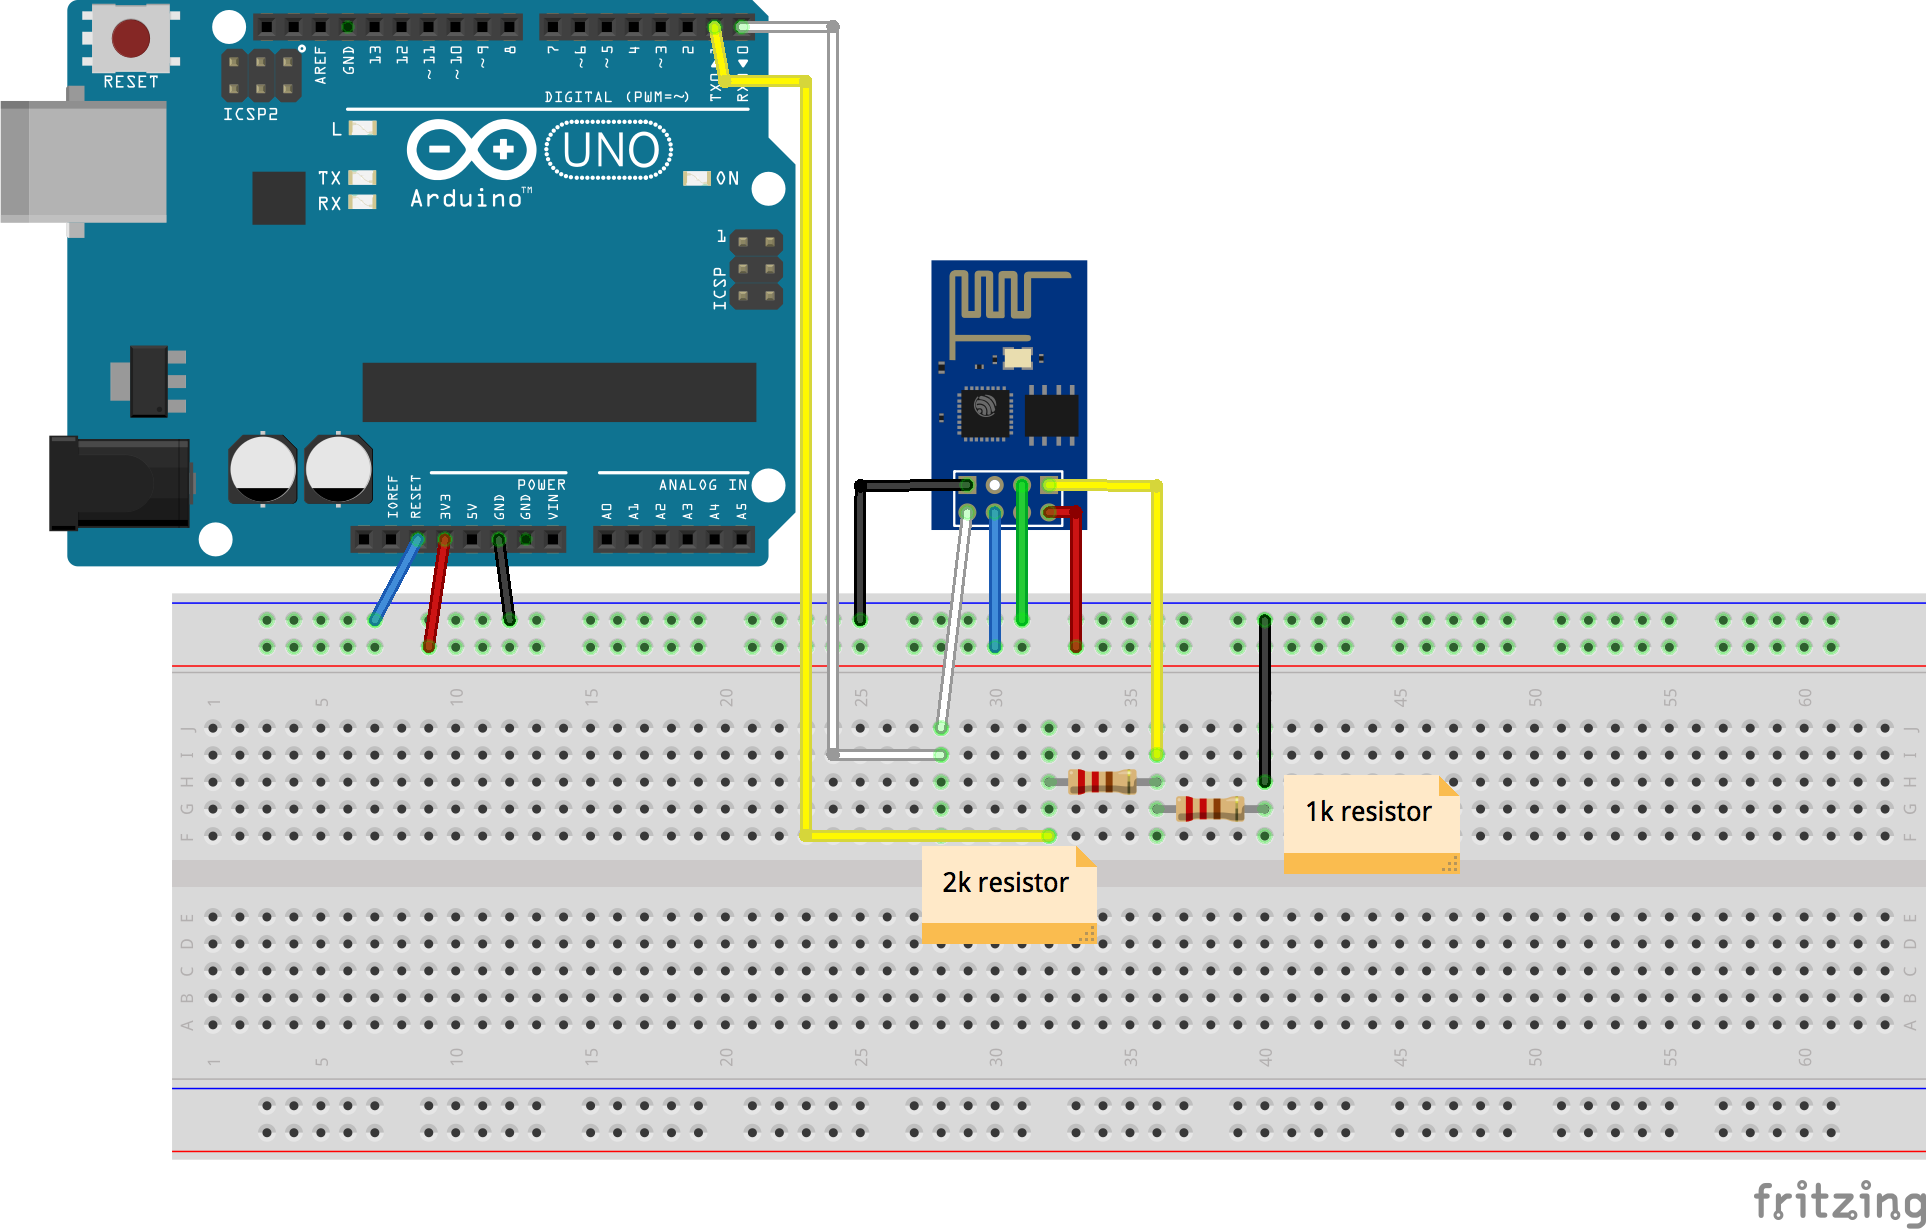 RESET
ICSP2
AREF
GND
13
12
~11
~10
~9
8
7
~6
~5
4
~3
2
TX0▶1
RX0◀0
DIGITAL (PWM=~)
L
TX
RX
Arduino™
UNO
ON
1
ICSP
IOREF
RESET
3V3
5V
GND
GND
VIN
POWER
ANALOG IN
A0
A1
A2
A3
A4
A5
1 5 10 15 20 25 30 35 45 50 55 60
J J
I I
H H
G G
F F
1k resistor
2k resistor
E E
D D
C C
B B
A A
1 5 10 15 20 25 30 35 40 45 50 55 60
fritzing